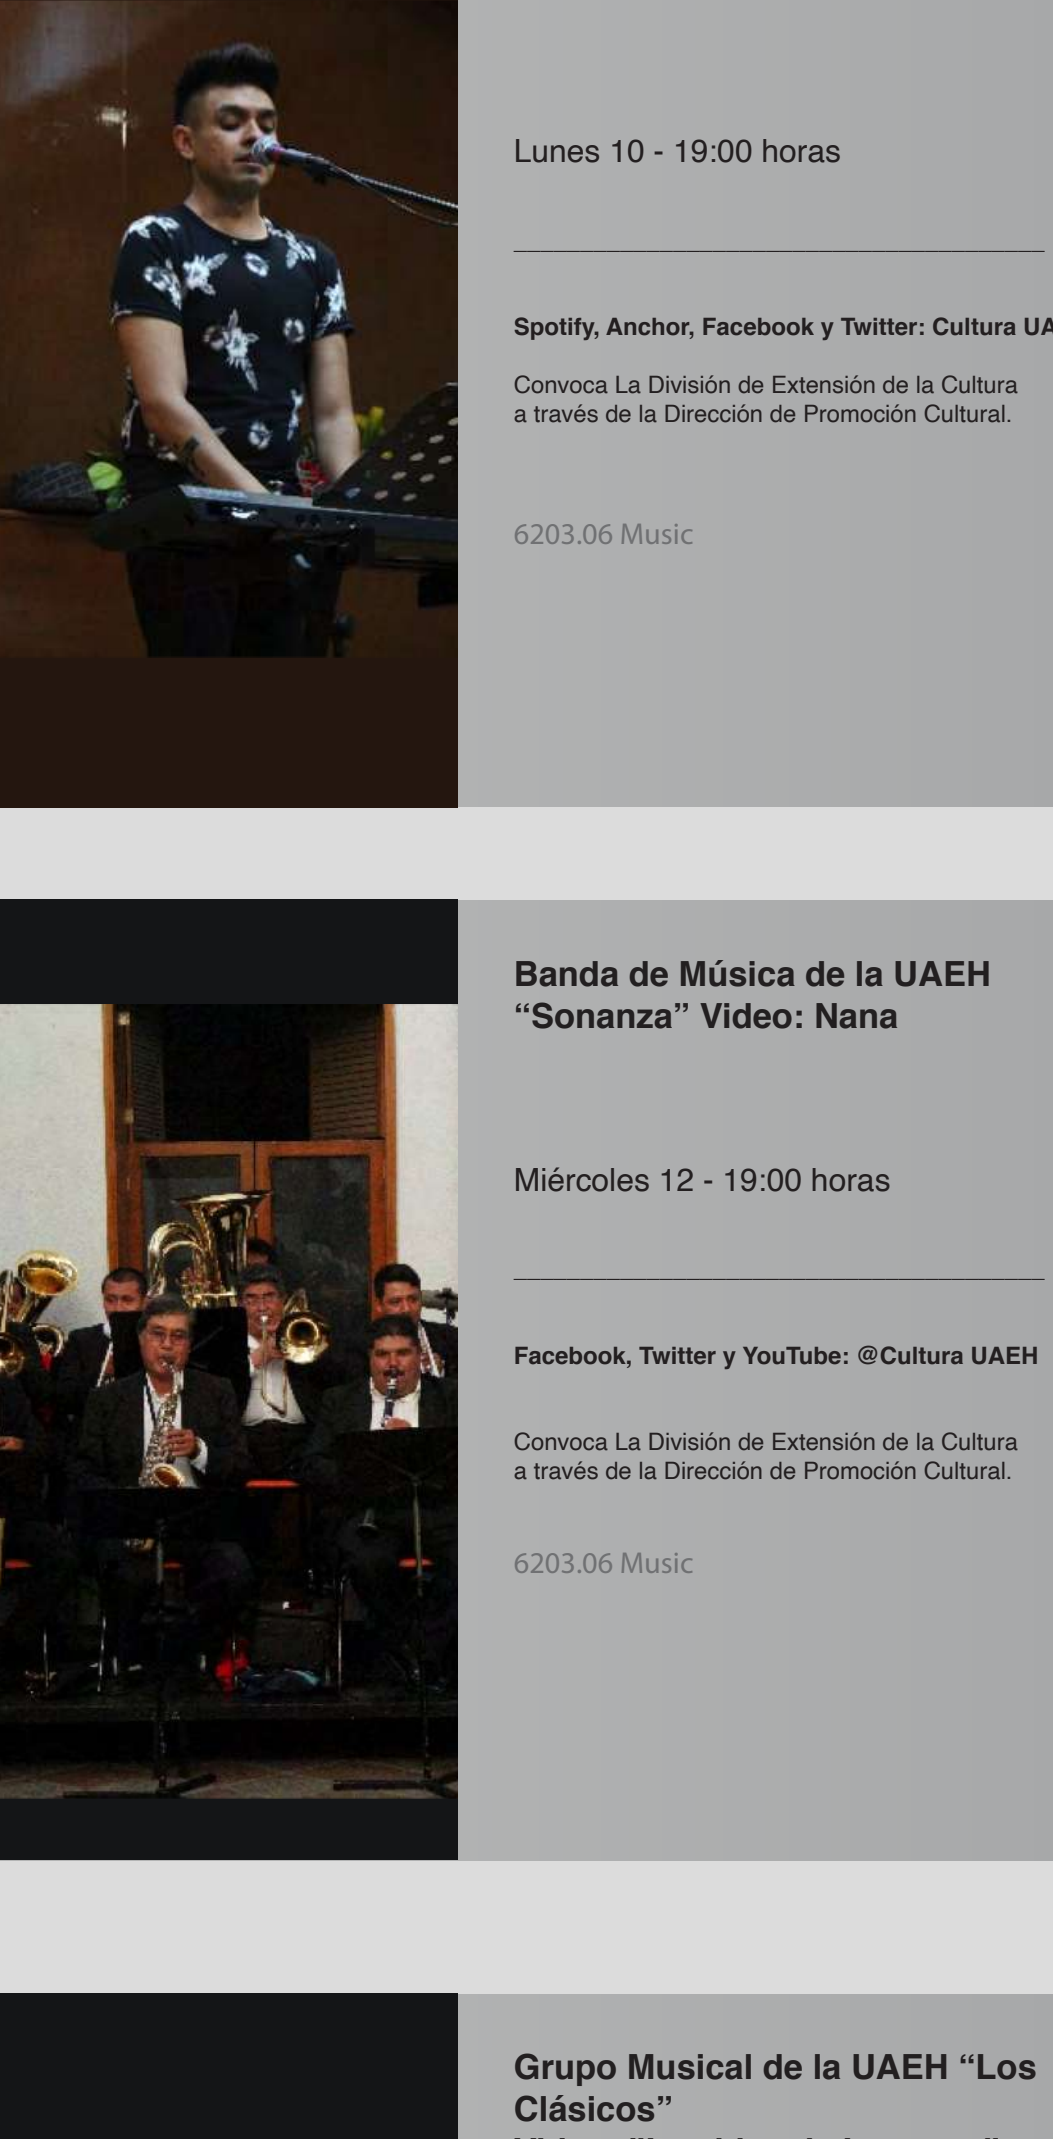 Lunes 10 - 19:00 horas
Spotify, Anchor, Facebook y Twitter: Cultura
Convoca La División de Extensión de la Cultura
a través de la Dirección de Promoción Cultural.
6203.06 Music
Banda de Música de la UAEH
“Sonanza” Video: Nana
Miércoles 12 - 19:00 horas
Facebook, Twitter y YouTube: @Cultura UAEH
Convoca La División de Extensión de la Cultura
a través de la Dirección de Promoción Cultural.
6203.06 Music
Grupo Musical de la UAEH “Los
Clásicos”